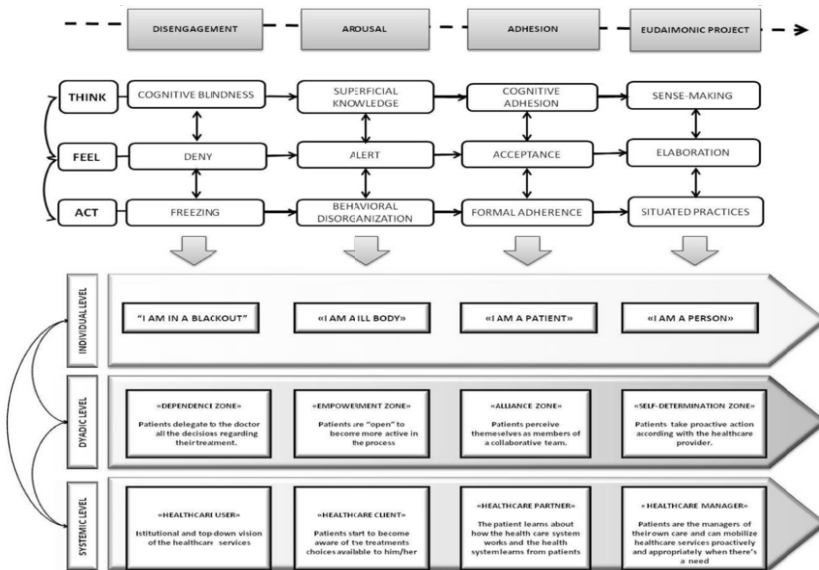 DISENGAGEMENT
AROUSAL
ADHESION
EUDAIMONIC PROJECT
THINK
COGNITIVE BLINDNESS
SUPERFICIAL
KNOWLEDGE
COGNITIVE
ADHESION
SENSE-MAKING
FEEL
DENY
ALERT
ACCEPTANCE
ELABORATION
ACT
FREEZING
BEHAVIORAL
DISORGANIZATION
FORMAL ADHERENCE
SITUATED PRACTICES
INDIVIDUAL LEVEL
"I AM IN A BLACKOUT"
«I AM A ILL BODY»
«I AM A PATIENT»
«I AM A PERSON»
DYADIC LEVEL
«DEPENDENCE ZONE»
Patients delegate to the doctor
all the decisions regarding
their treatment.
«EMPOWERMENT ZONE»
Patients are "open" to
become more active in
the process
«ALLIANCE ZONE»
Patients perceive
themeselves as members of
a collaborative team.
«SELF-DETERMINATION ZONE»
Patients take proactive action
according with the healthcare
provider.
SYSTEMIC LEVEL
«HEALTHCARE USER»
Istitutional and top-down vision
of the healthcare services
«HEALTHCARE CLIENT»
Patients start to become
aware of the treatments
choices available to him/her
«HEALTHCARE PARTNER»
The patient learns about
how the health care system
works and the health
system learns from patients
«HEALTHCARE MANAGER»
Patients are the managers of
their own care and can mobilize
healthcare services proactively
and appropriately when there's
a need